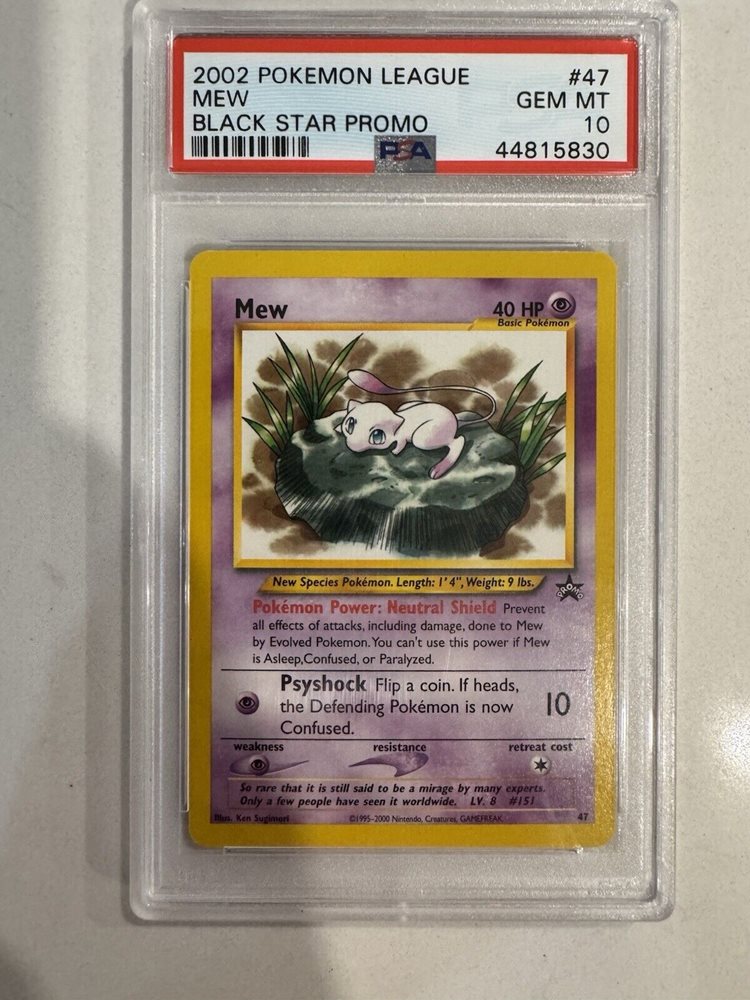 2002 POKEMON LEAGUE #47
MEW GEM MT
BLACK STAR PROMO 10
PSA 44815830
Mew 40 HP
Basic Pokémon
New Species Pokémon. Length: 1' 4", Weight: 9 lbs.
PROMO
Pokémon Power: Neutral Shield Prevent
all effects of attacks, including damage, done to Mew
by Evolved Pokemon. You can't use this power if Mew
is Asleep,Confused, or Paralyzed.
Psyshock Flip a coin. If heads,
the Defending Pokémon is now 10
Confused.
weakness resistance retreat cost
So rare that it is still said to be a mirage by many experts.
Only a few people have seen it worldwide. LV. 8 #151
Illus. Ken Sugimori ©1995-2000 Nintendo, Creatures, GAMEFREAK. 47